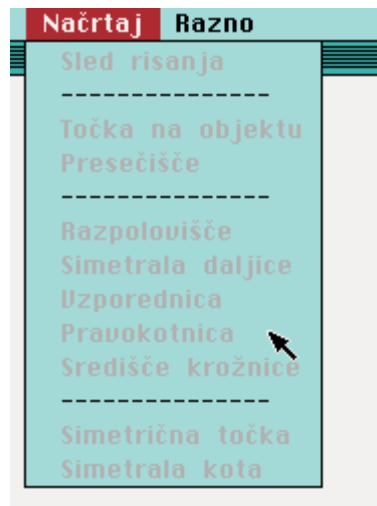 Načrtaj Razno
Sled risanja
---------------
Točka na objektu
Presečišče
---------------
Razpolovišče
Simetrala daljice
Vzporednica
Pravokotnica
Središče krožnice
---------------
Simetrična točka
Simetrala kota